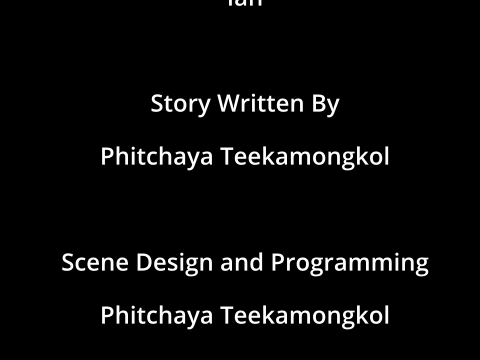 Story Written By
Phitchaya Teekamongkol
Scene Design and Programming
Phitchaya Teekamongkol